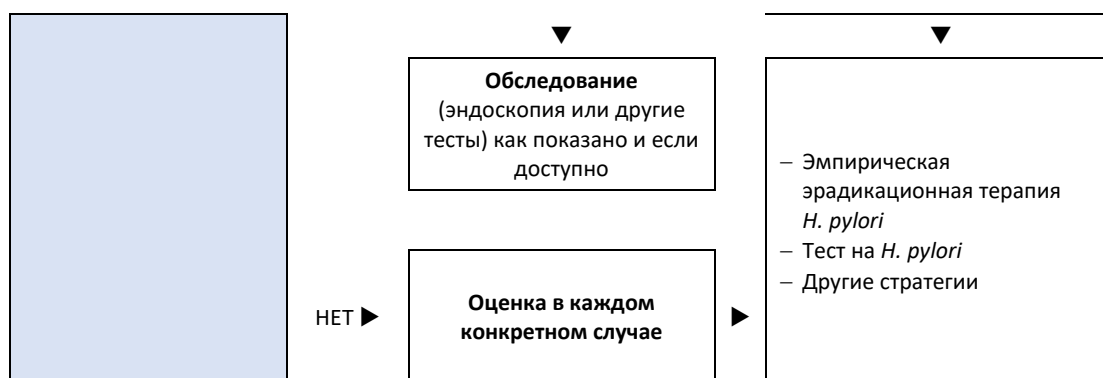 Обследование
(эндоскопия или другие
тесты) как показано и если
доступно
– Эмпирическая
эрадикационная терапия
H. pylori
– Тест на H. pylori
– Другие стратегии
НЕТ ►
Оценка в каждом
конкретном случае